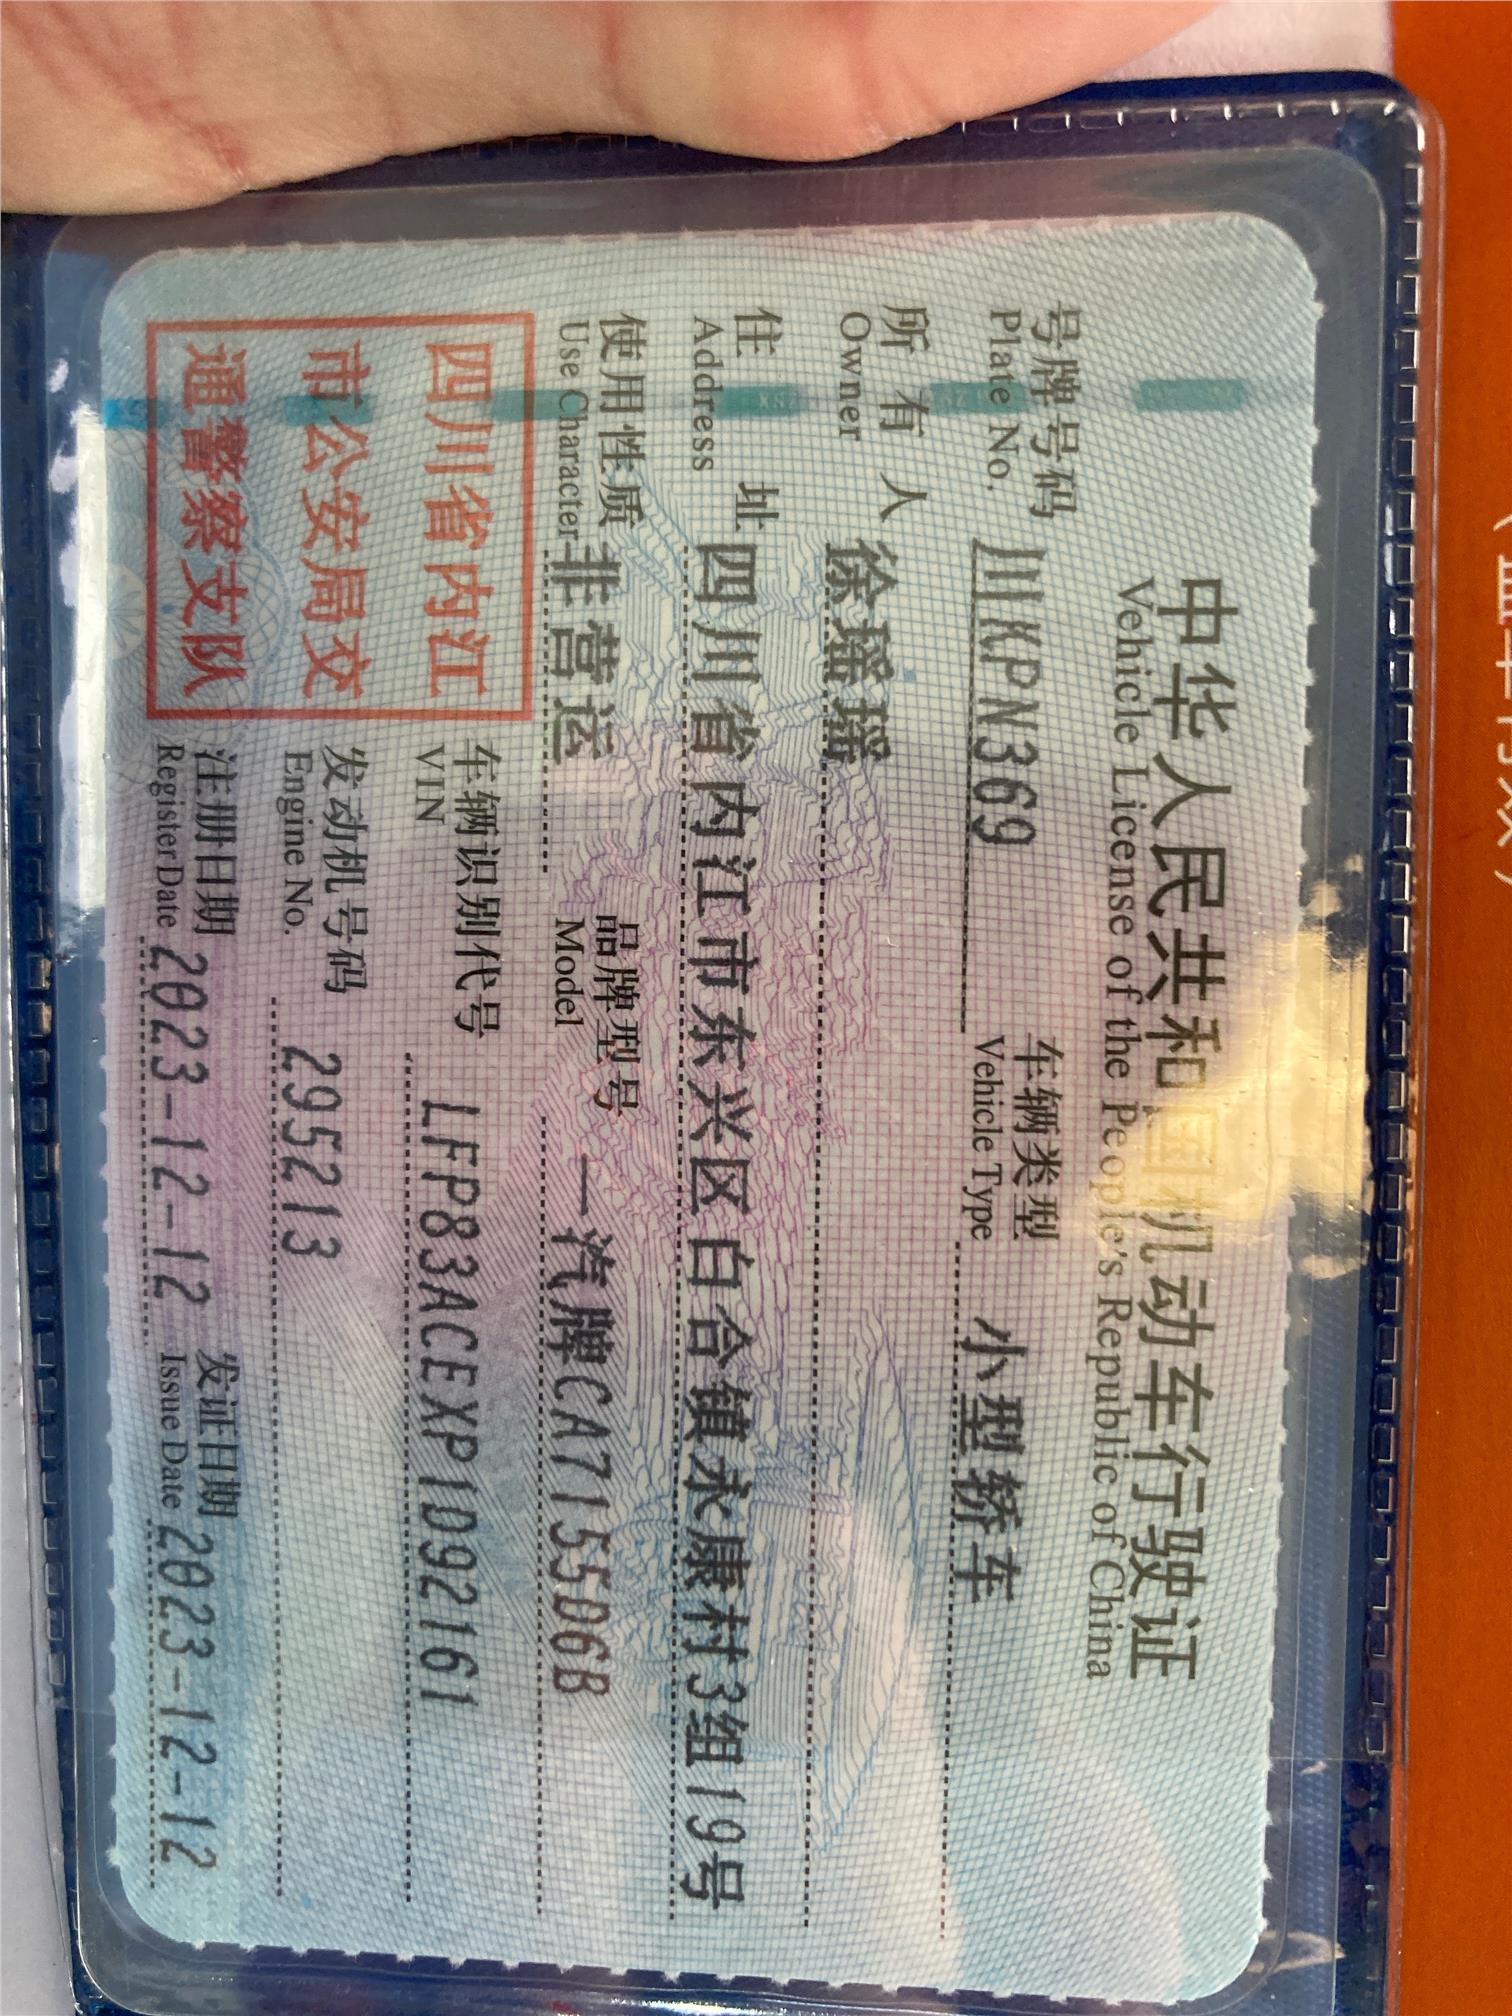 中华人民共和国机动车行驶证
Vehicle License of the People's Republic of China
号牌号码 川KPN369 车辆类型 小型轿车
Plate No. Vehicle Type
所有人 徐瑶瑶
Owner
住址 四川省内江市东兴区白合镇永康村3组19号
Address
使用性质 非营运 品牌型号 一汽牌CA7155D6B
Use Character Model
四川省内江
市公安局交
通警察支队
车辆识别代号 LFP83ACEXP1D92161
VIN
发动机号码 295213
Engine No.
注册日期 2023-12-12 发证日期 2023-12-12
Register Date Issue Date